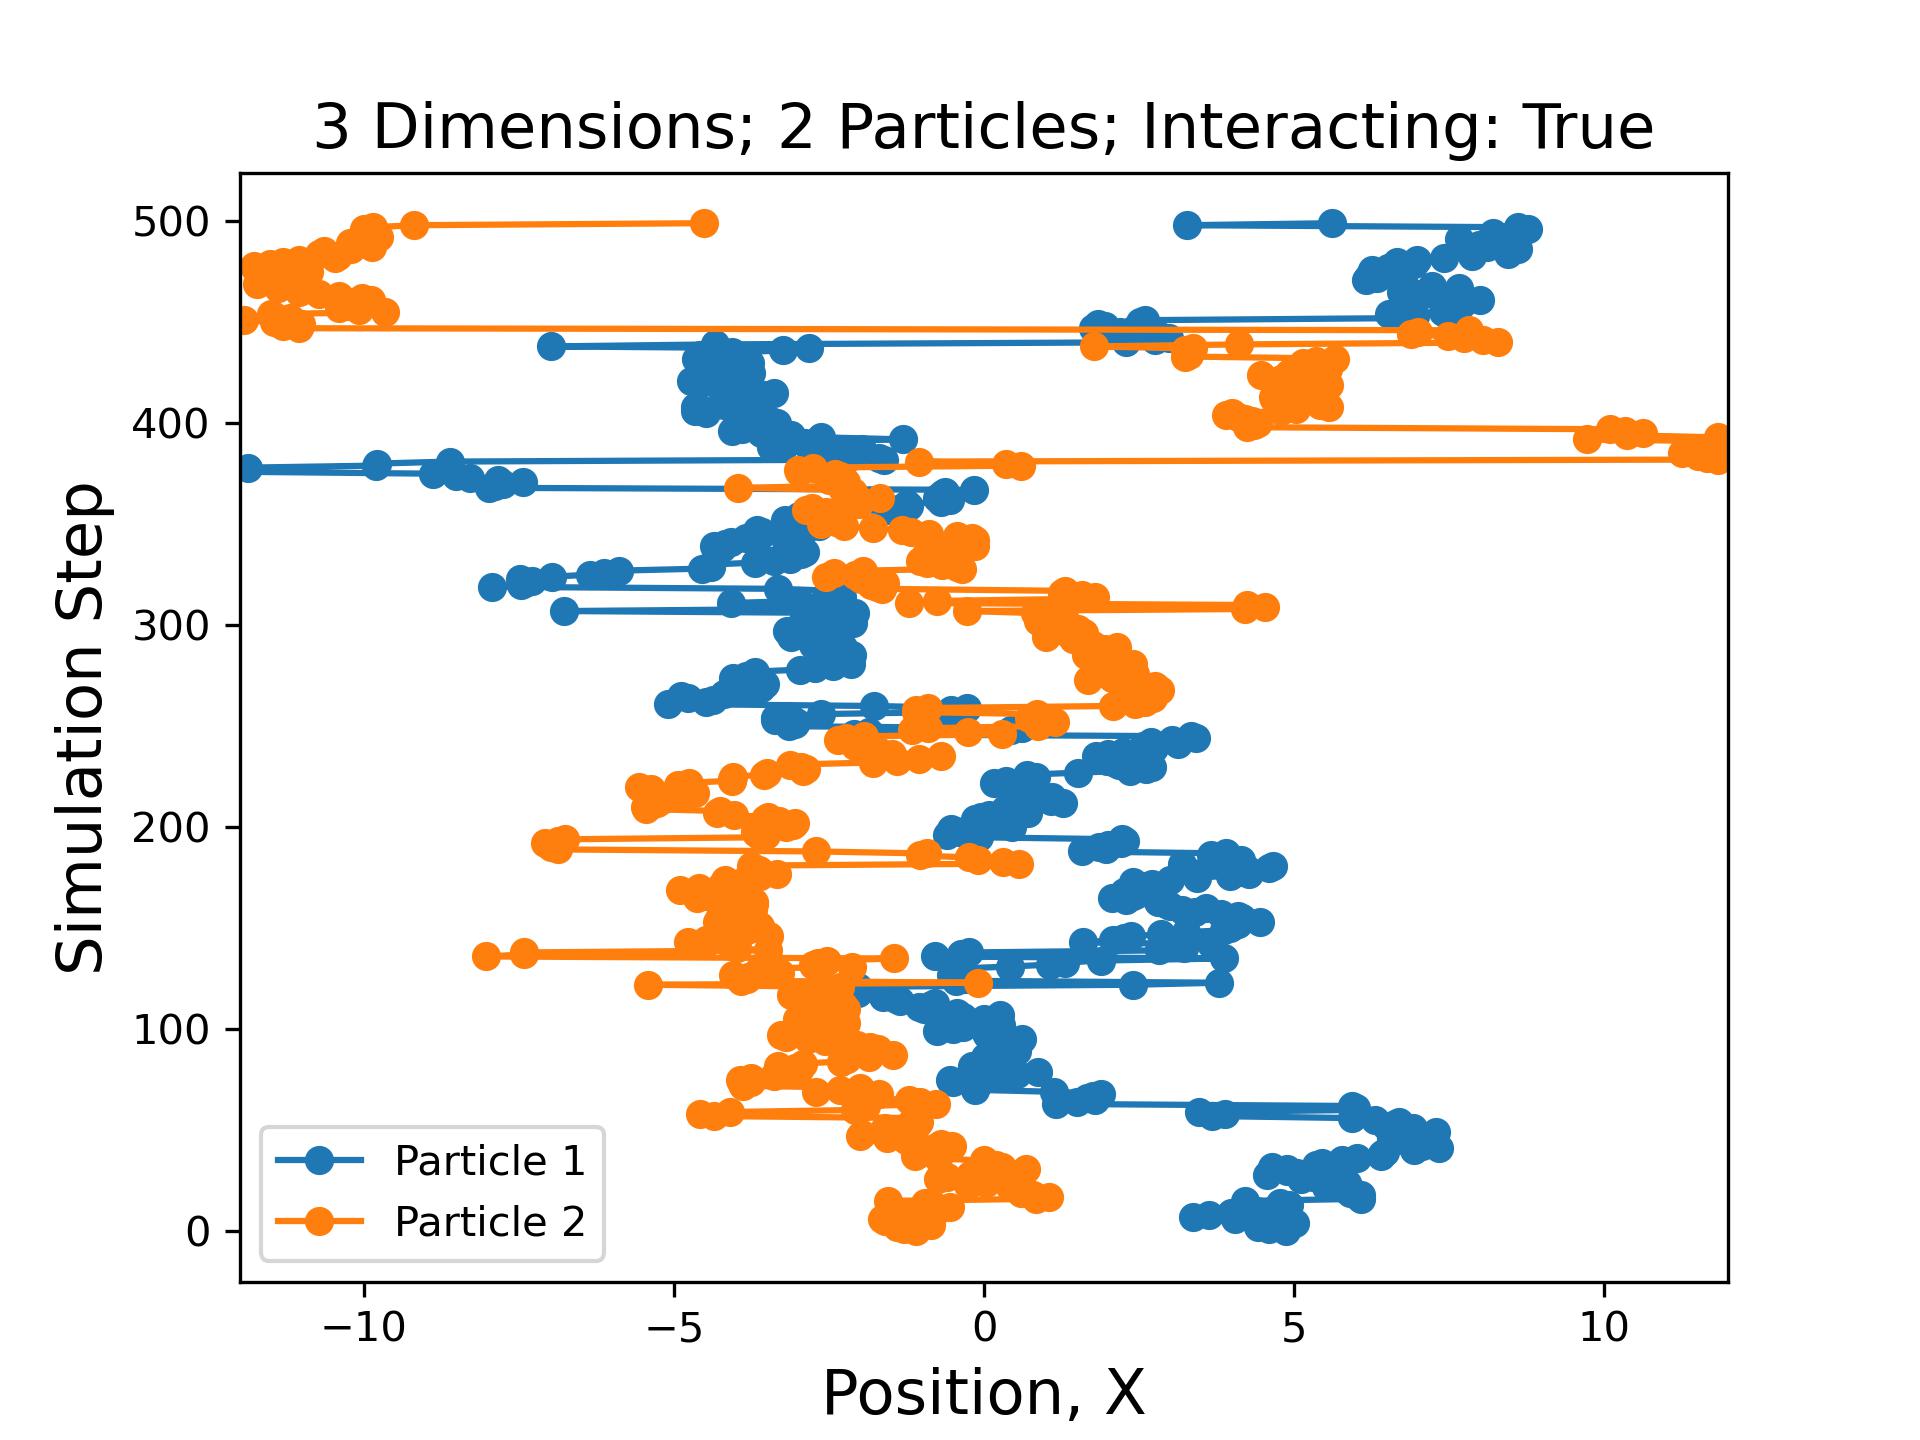 3 Dimensions; 2 Particles; Interacting: True
500
400
300
200
100
0
Simulation Step
Particle 1
Particle 2
−10
−5
0
5
10
Position, X